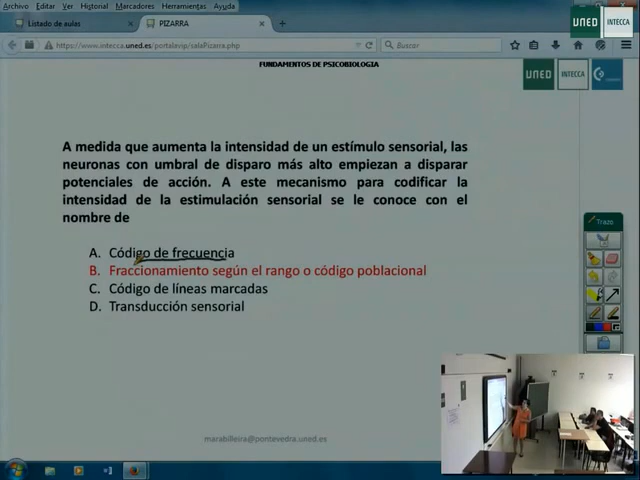 Archivo Editar Ver Historial Marcadores Herramientas Ayuda
UNED INTECCA
Listado de aulas
PIZARRA
https://www.intecca.uned.es/portalavip/salaPizarra.php
Buscar
FUNDAMENTOS DE PSICOBIOLOGIA
UNED INTECCA
A medida que aumenta la intensidad de un estímulo sensorial, las
neuronas con umbral de disparo más alto empiezan a disparar
potenciales de acción. A este mecanismo para codificar la
intensidad de la estimulación sensorial se le conoce con el
nombre de
A. Código de frecuencia
B. Fraccionamiento según el rango o código poblacional
C. Código de líneas marcadas
D. Transducción sensorial
Trazo
marabilleira@pontevedra.uned.es